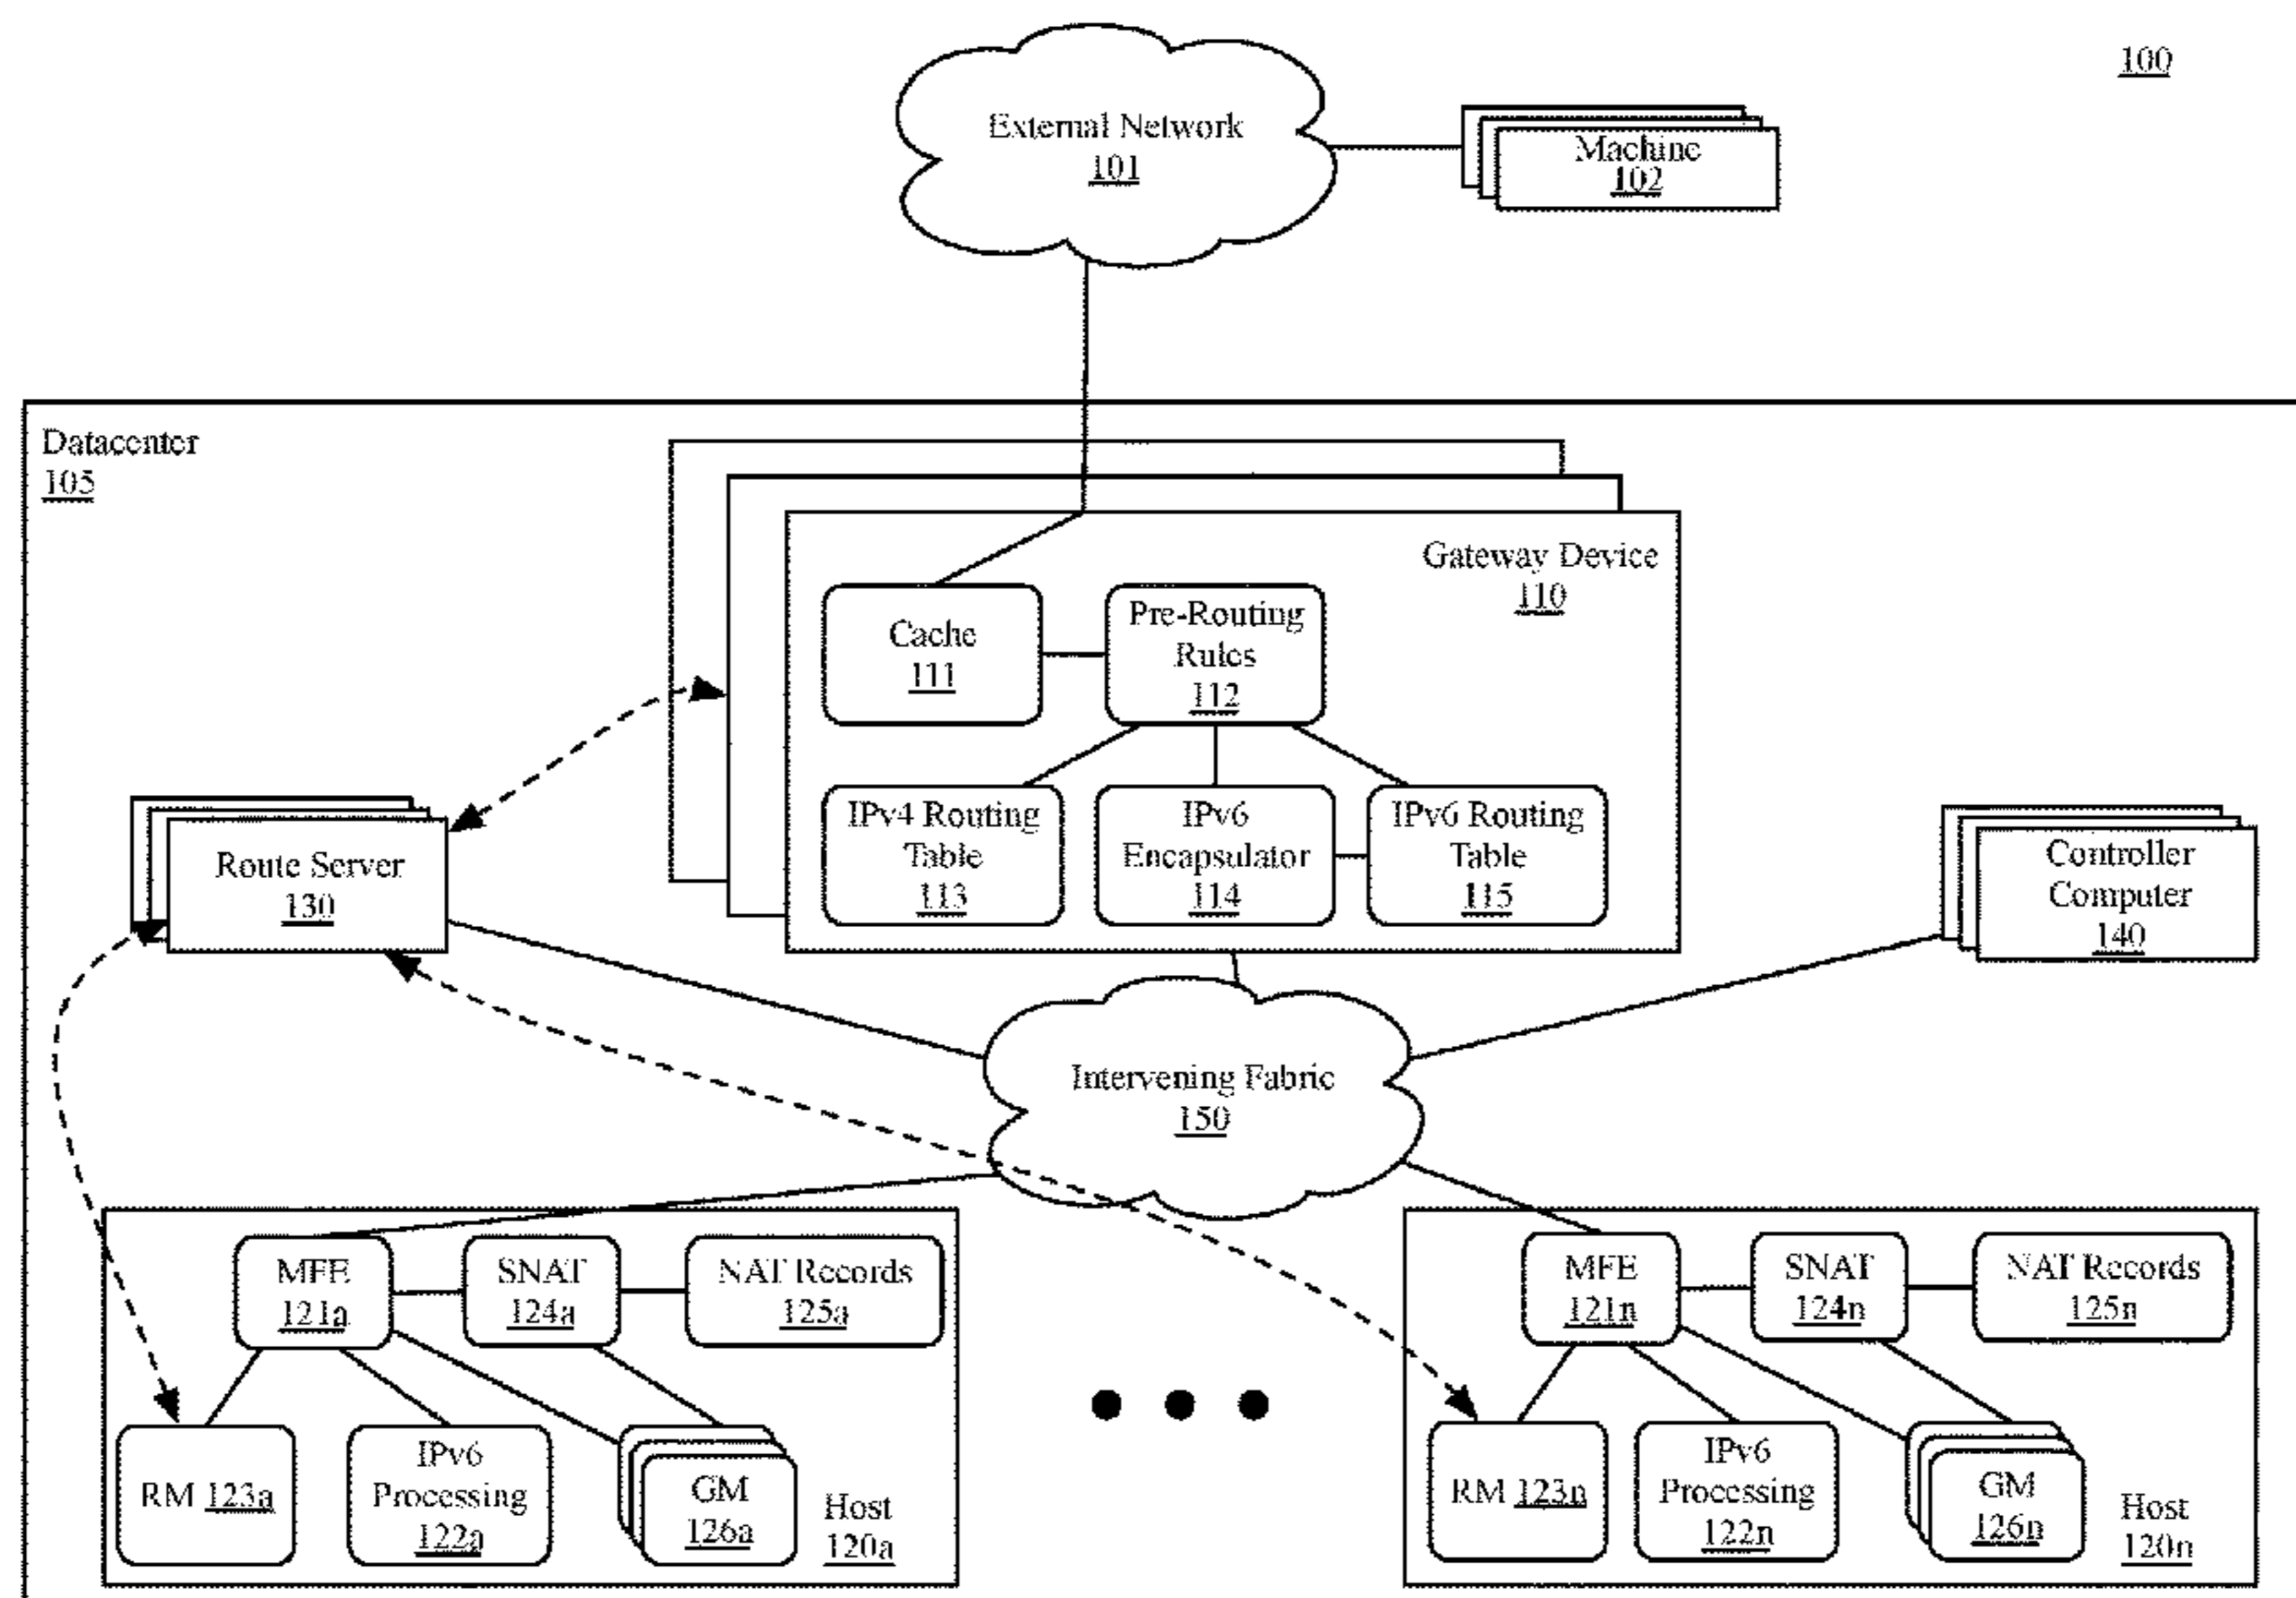 100
External Network
101
Machine
102
Datacenter
105
Gateway Device
110
Cache
111
Pre-Routing
Rules
112
IPv4 Routing
Table
113
IPv6
Encapsulator
114
IPv6 Routing
Table
115
Route Server
130
Controller
Computer
140
Intervening Fabric
150
MFE
121a
SNAT
124a
NAT Records
125a
RM 123a
IPv6
Processing
122a
GM
126a
Host
120a
MFE
121n
SNAT
124n
NAT Records
125n
RM 123n
IPv6
Processing
122n
GM
126n
Host
120n